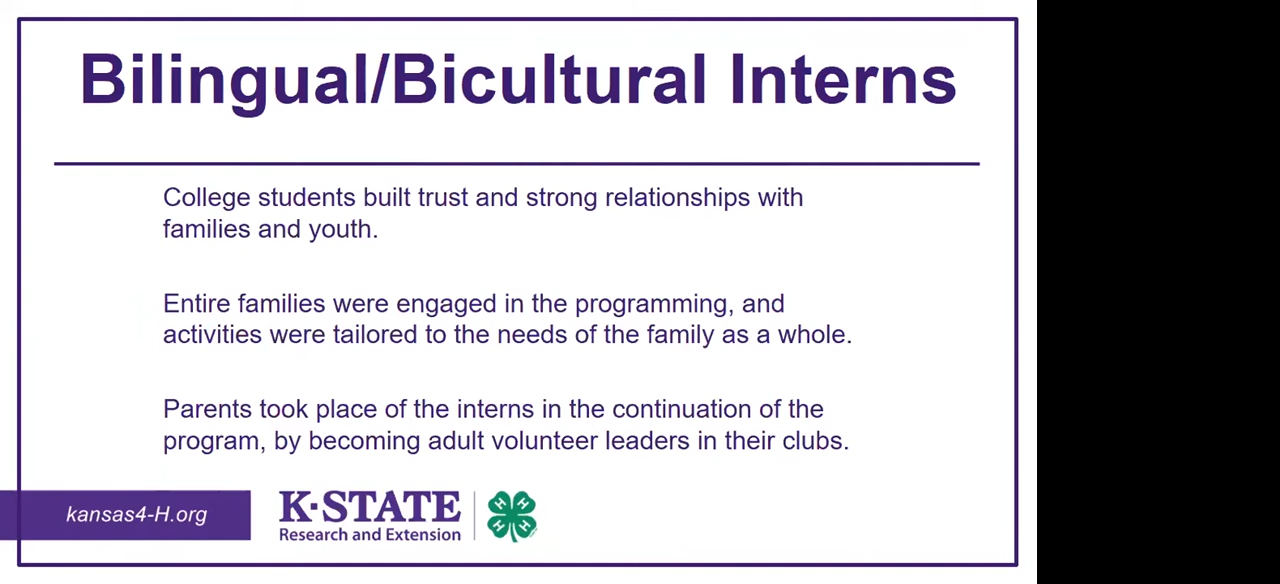 Bilingual/Bicultural Interns
College students built trust and strong relationships with
families and youth.
Entire families were engaged in the programming, and
activities were tailored to the needs of the family as a whole.
Parents took place of the interns in the continuation of the
program, by becoming adult volunteer leaders in their clubs.
kansas4-H.org
K-STATE
Research and Extension
H H H H